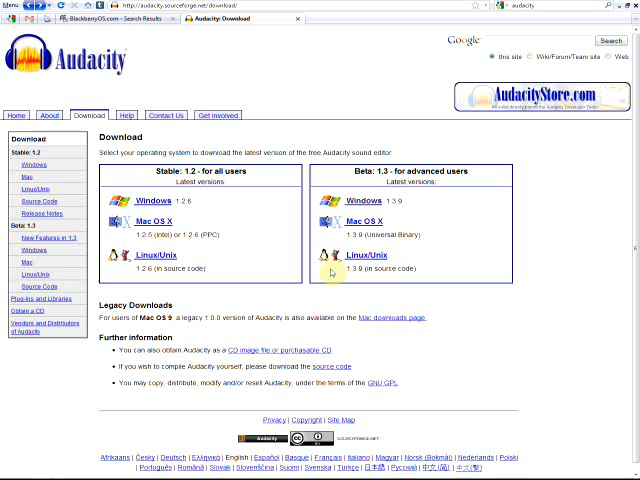 Menu
http://audacity.sourceforge.net/download/
audacity
BlackberryOS.com - Search Results
Audacity: Download
Audacity
Google
Search
this site
Wiki/Forum/Team site
Web
AudacityStore.com
Home
About
Download
Help
Contact Us
Get Involved
Download
Stable: 1.2
Windows
Mac
Linux/Unix
Source Code
Release Notes
Beta: 1.3
New Features in 1.3
Windows
Mac
Linux/Unix
Source Code
Plug-Ins and Libraries
Obtain a CD
Vendors and Distributors
of Audacity
Download
Select your operating system to download the latest version of the free Audacity sound editor
Stable: 1.2 - for all users
Latest versions:
Windows 1.2.6
Mac OS X
1.2.5 (Intel) or 1.2.6 (PPC)
Linux/Unix
1.2.6 (in source code)
Beta: 1.3 - for advanced users
Latest versions:
Windows 1.3.9
Mac OS X
1.3.9 (Universal Binary)
Linux/Unix
1.3.9 (in source code)
Legacy Downloads
For users of Mac OS 9 a legacy 1.0.0 version of Audacity is also available on the Mac downloads page.
Further information
• You can also obtain Audacity as a CD image file or purchasable CD
• If you wish to compile Audacity yourself, please download the source code
• You may copy, distribute, modify and/or resell Audacity, under the terms of the GNU GPL.
Privacy | Copyright | Site Map
Audacity
SOURCEFORGE.NET
Afrikaans | Česky | Deutsch | Ελληνικά | English | Español | Basque | Français | Italiano | Magyar | Norsk (Bokmål) | Nederlands | Polski
| Português | Română | Slovak | Slovenščina | Suomi | Svenska | Türkçe | 日本語 | Русский | 中文(简) | 中文(繁)